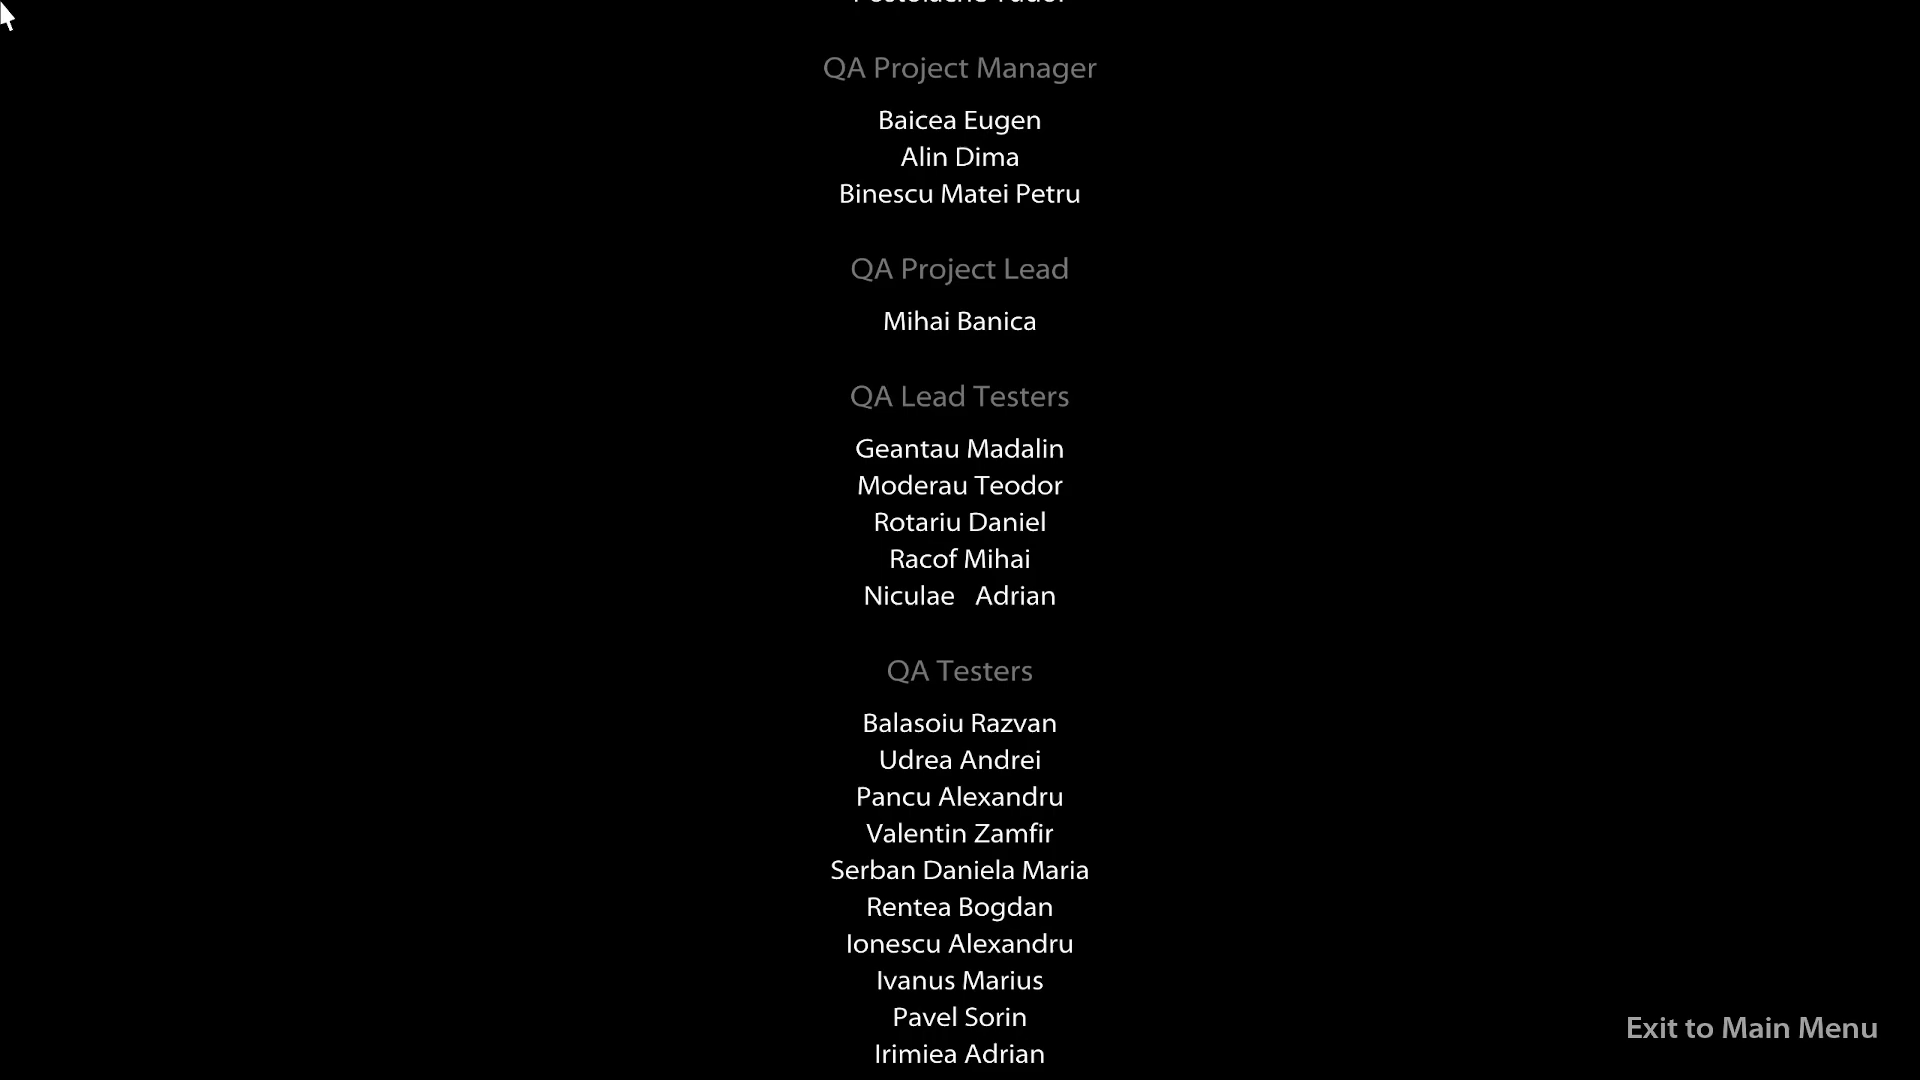 QA Project Manager
Baicea Eugen
Alin Dima
Binescu Matei Petru
QA Project Lead
Mihai Banica
QA Lead Testers
Geantau Madalin
Moderau Teodor
Rotariu Daniel
Racof Mihai
Niculae   Adrian
QA Testers
Balasoiu Razvan
Udrea Andrei
Pancu Alexandru
Valentin Zamfir
Serban Daniela Maria
Rentea Bogdan
Ionescu Alexandru
Ivanus Marius
Pavel Sorin
Irimiea Adrian
Exit to Main Menu